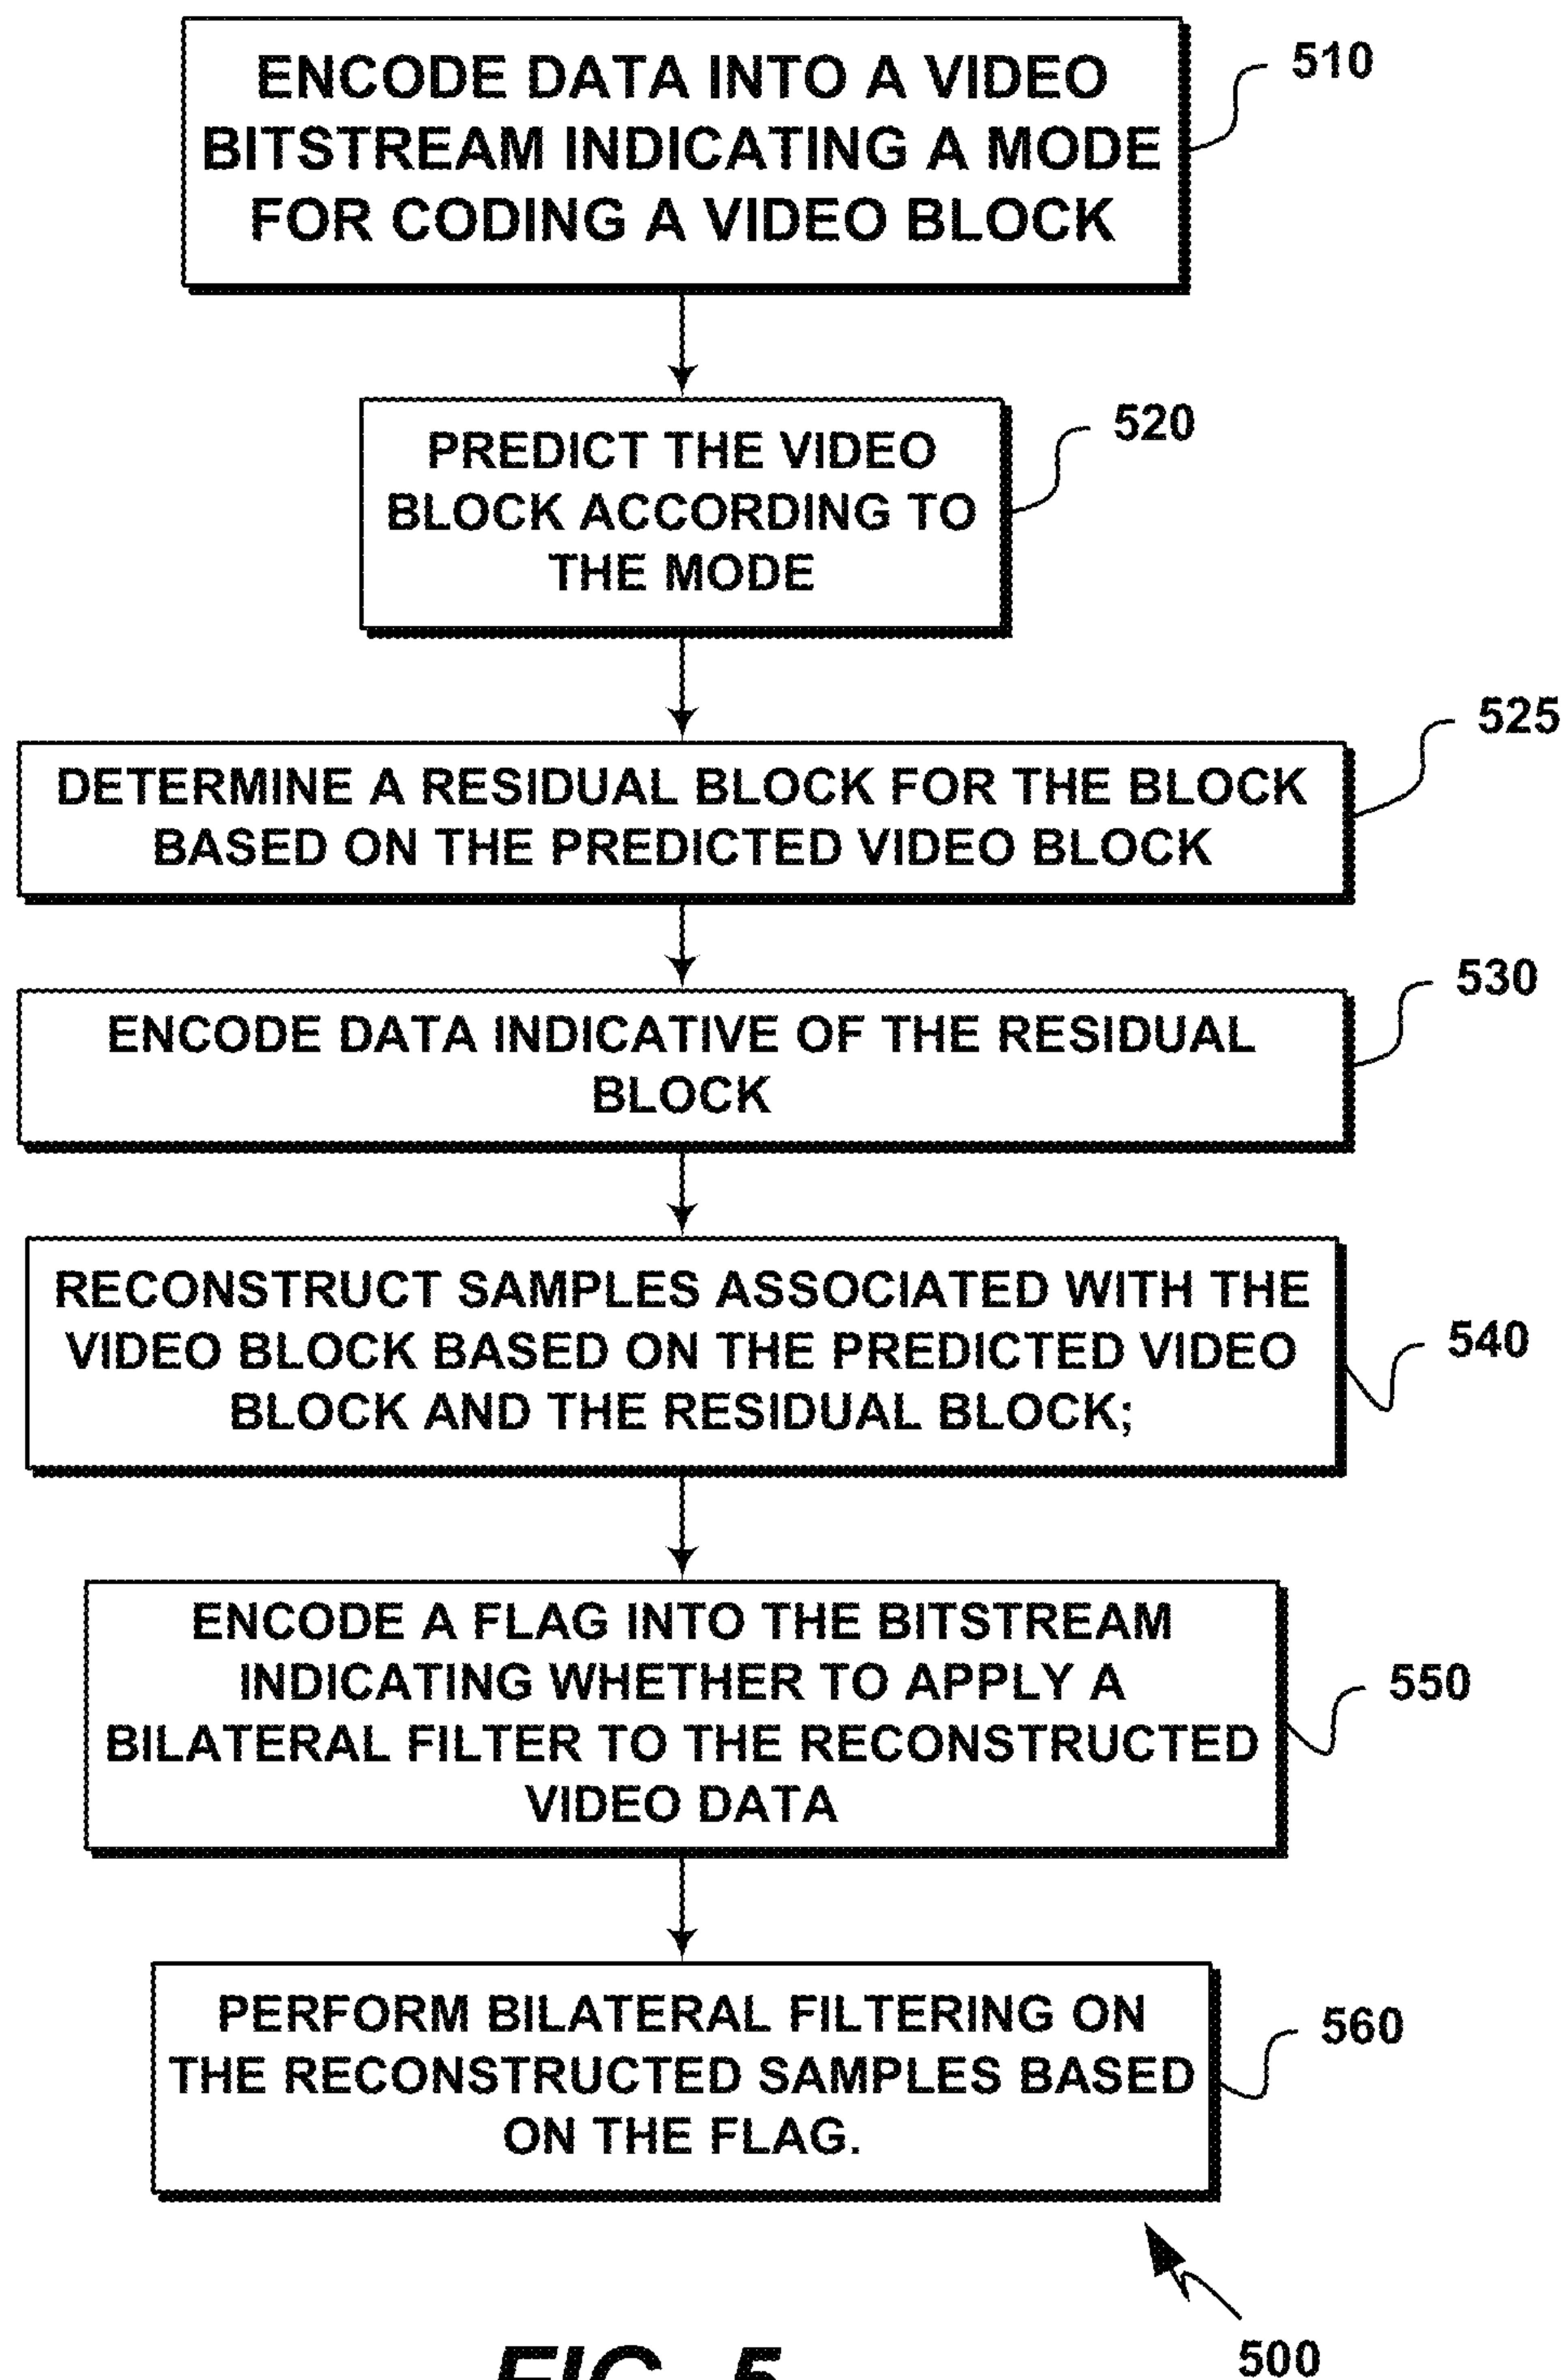 ENCODE DATA INTO A VIDEO
BITSTREAM INDICATING A MODE
FOR CODING A VIDEO BLOCK
510
PREDICT THE VIDEO
BLOCK ACCORDING TO
THE MODE
520
DETERMINE A RESIDUAL BLOCK FOR THE BLOCK
BASED ON THE PREDICTED VIDEO BLOCK
525
ENCODE DATA INDICATIVE OF THE RESIDUAL
BLOCK
530
RECONSTRUCT SAMPLES ASSOCIATED WITH THE
VIDEO BLOCK BASED ON THE PREDICTED VIDEO
BLOCK AND THE RESIDUAL BLOCK;
540
ENCODE A FLAG INTO THE BITSTREAM
INDICATING WHETHER TO APPLY A
BILATERAL FILTER TO THE RECONSTRUCTED
VIDEO DATA
550
PERFORM BILATERAL FILTERING ON
THE RECONSTRUCTED SAMPLES BASED
ON THE FLAG.
560
500
FIG. 5